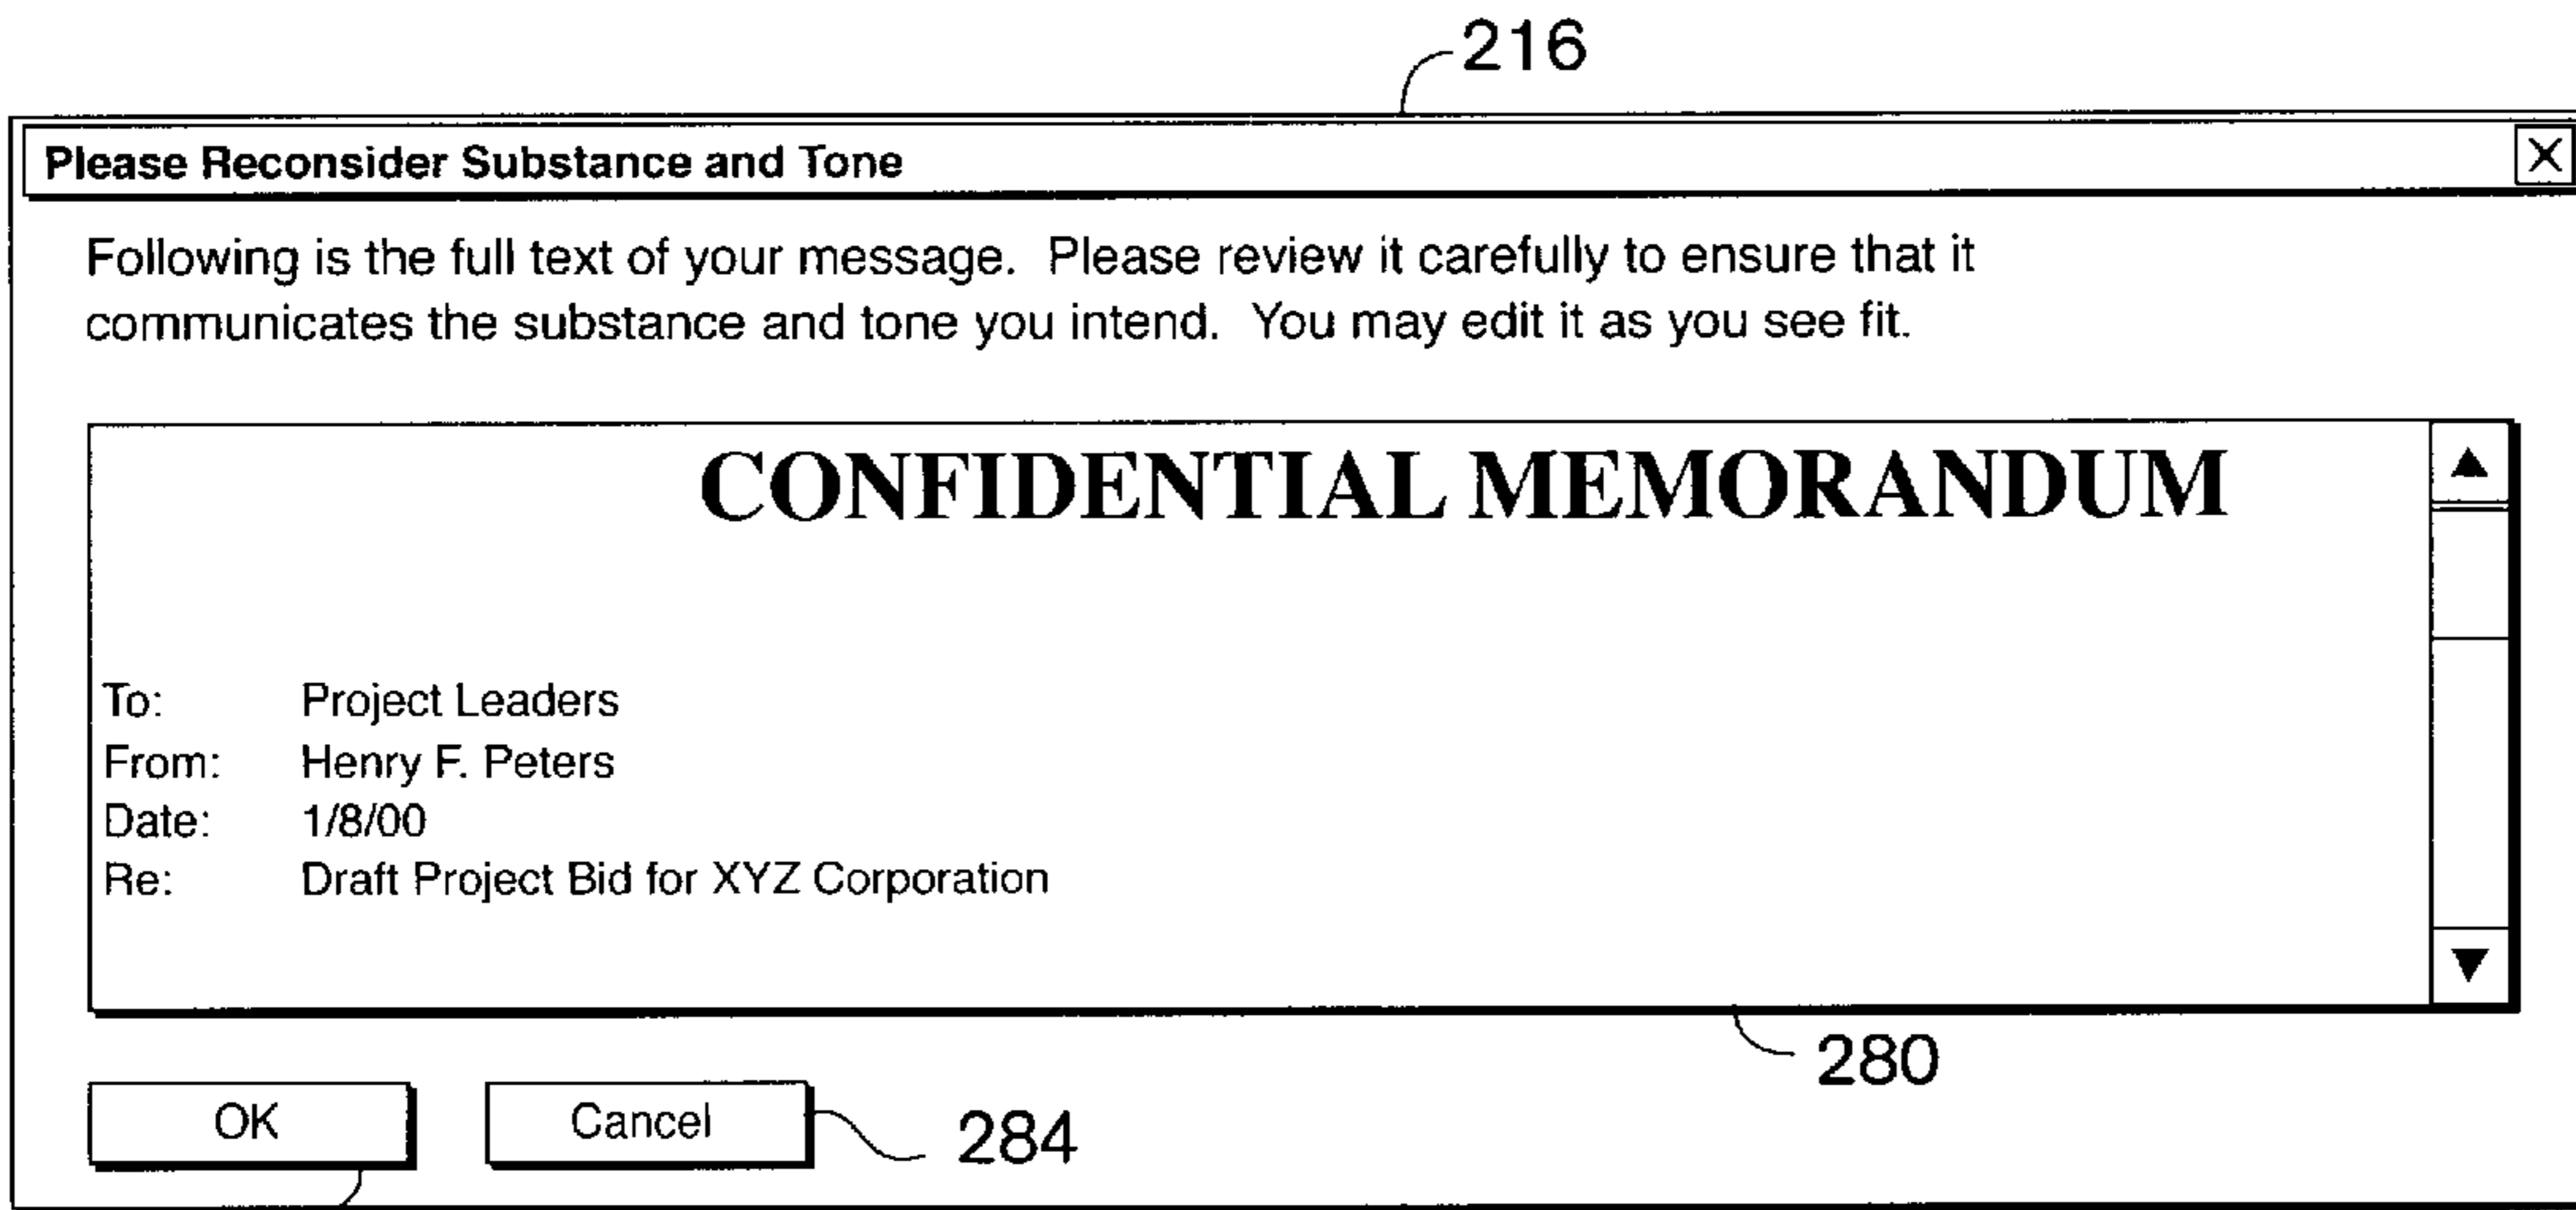 216
Please Reconsider Substance and Tone
Following is the full text of your message. Please review it carefully to ensure that it
communicates the substance and tone you intend. You may edit it as you see fit.
CONFIDENTIAL MEMORANDUM
To: Project Leaders
From: Henry F. Peters
Date: 1/8/00
Re: Draft Project Bid for XYZ Corporation
280
OK Cancel 284